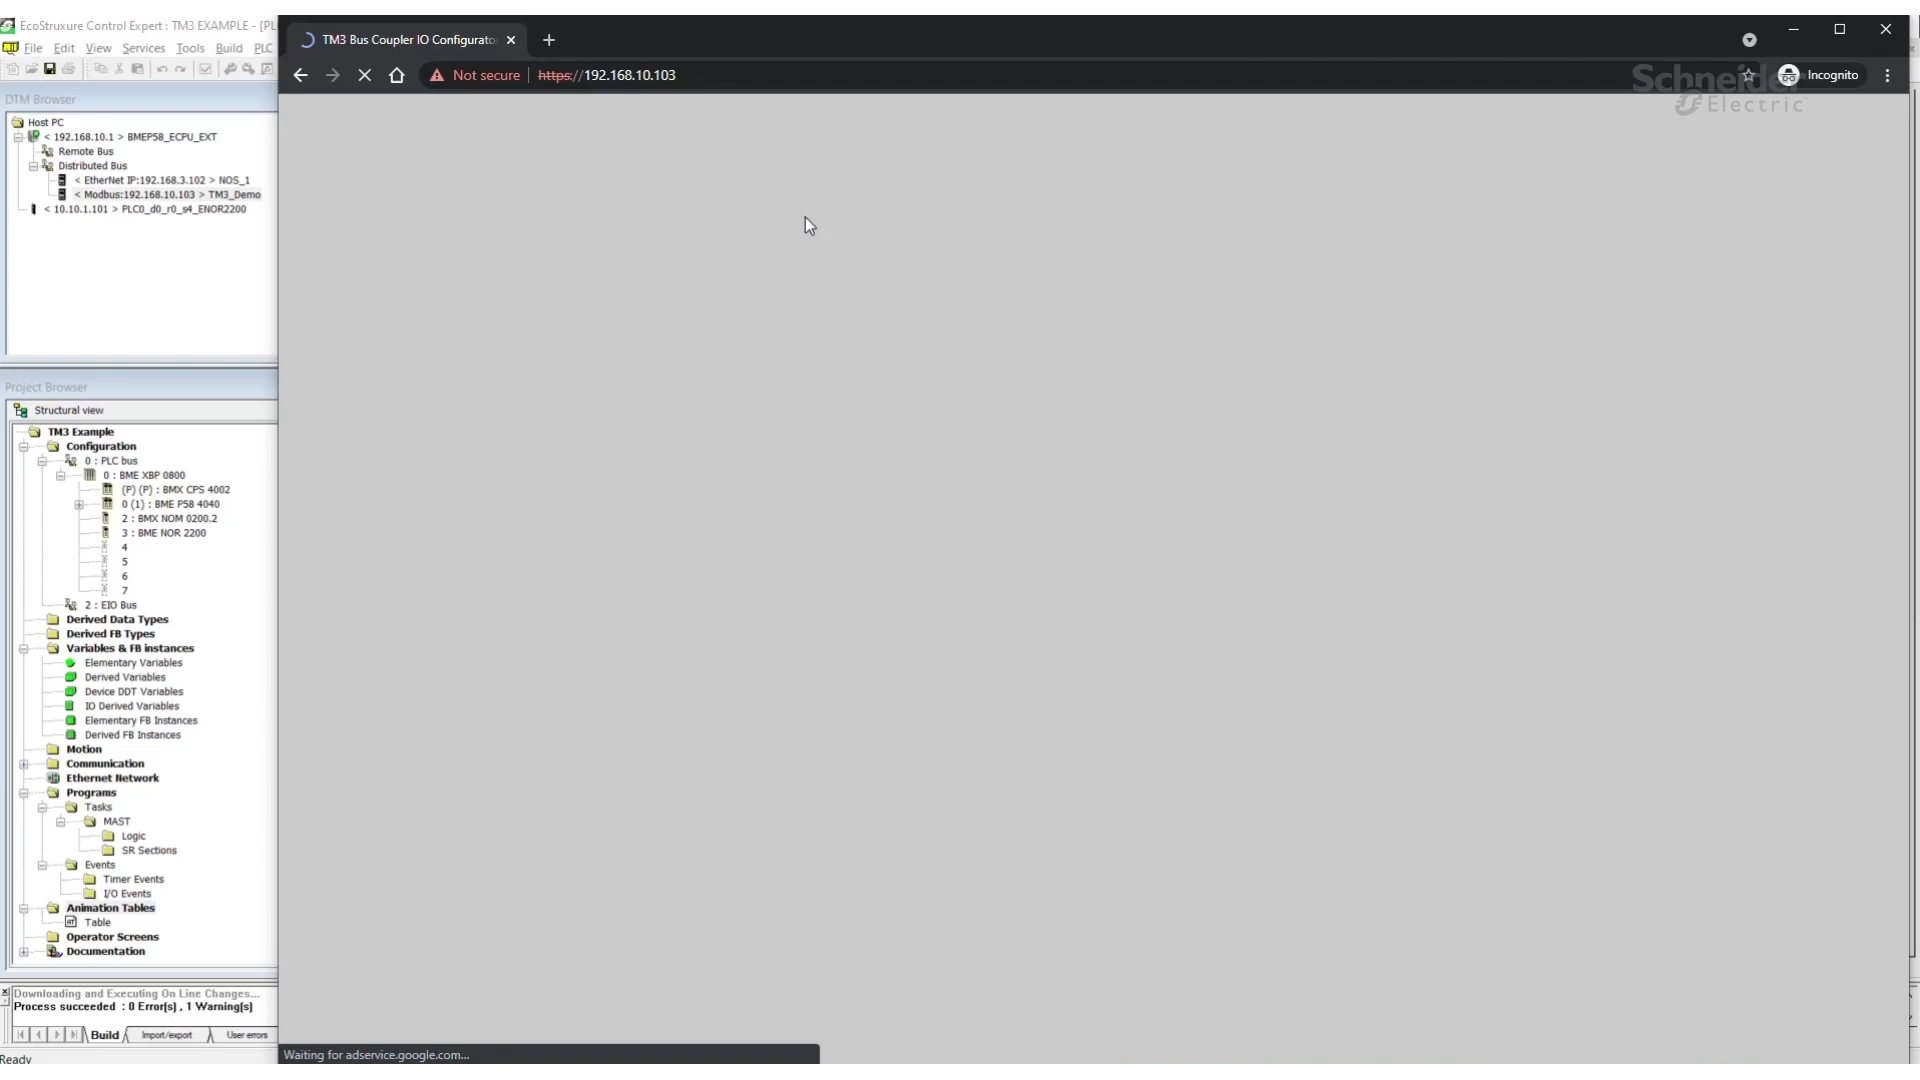 EcoStruxure Control Expert : TM3 EXAMPLE - [PL
File Edit View Services Tools Build PLC
DTM Browser
Host PC
< 192.168.10.1 > BMEP58_ECPU_EXT
Remote Bus
Distributed Bus
< EtherNet IP:192.168.3.102 > NOS_1
< Modbus:192.168.10.103 > TM3_Demo
< 10.10.1.101 > PLC0_d0_r0_s4_ENOR2200
Project Browser
Structural view
TM3 Example
Configuration
0 : PLC bus
0 : BME XBP 0800
(P) (P) : BMX CPS 4002
0 (1) : BME P58 4040
2 : BMX NOM 0200.2
3 : BME NOR 2200
4
5
6
7
2 : EIO Bus
Derived Data Types
Derived FB Types
Variables & FB instances
Elementary Variables
Derived Variables
Device DDT Variables
IO Derived Variables
Elementary FB Instances
Derived FB Instances
Motion
Communication
Ethernet Network
Programs
Tasks
MAST
Logic
SR Sections
Events
Timer Events
I/O Events
Animation Tables
Table
Operator Screens
Documentation
Downloading and Executing On Line Changes...
Process succeeded : 0 Error(s) , 1 Warning(s)
Build Import/export User errors
Ready
TM3 Bus Coupler IO Configurato
Not secure https://192.168.10.103
Incognito
Schneider
Electric
Waiting for adservice.google.com...